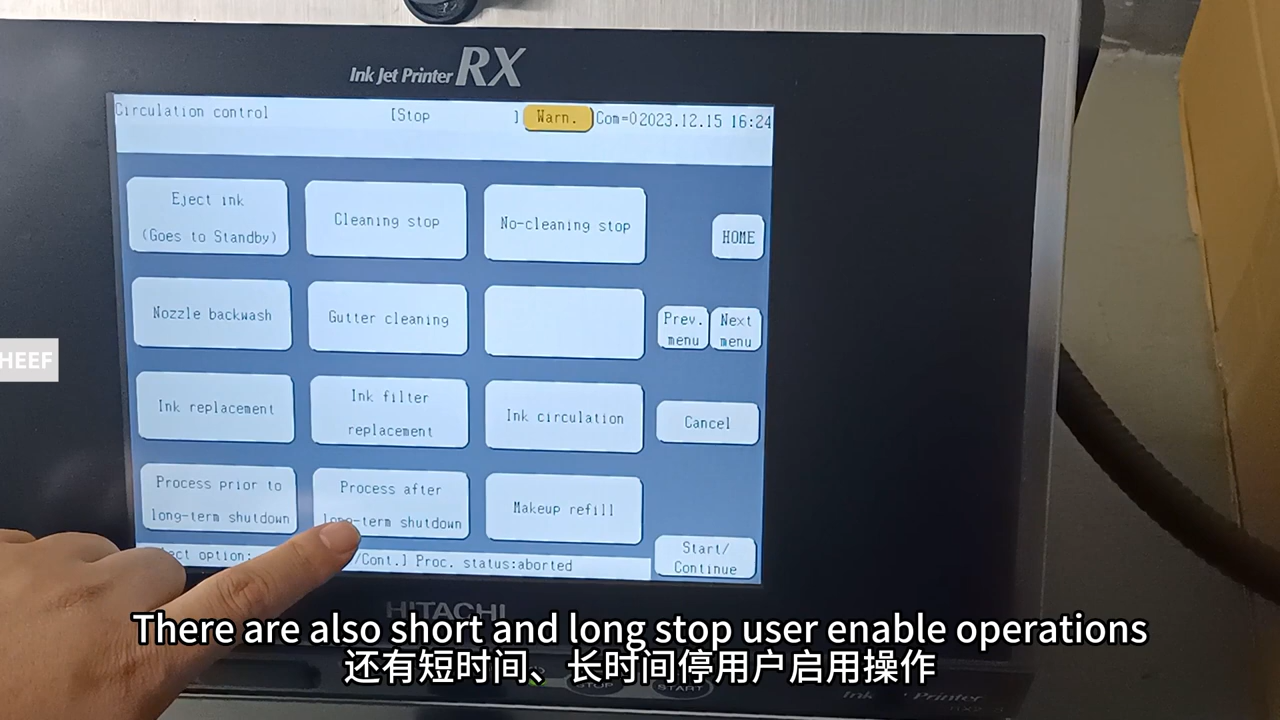 Ink Jet Printer RX
Circulation control [Stop ] Warn. Com=0 2023.12.15 16:24
Eject ink
(Goes to Standby)
Cleaning stop
No-cleaning stop
HOME
Nozzle backwash
Gutter cleaning
Prev.
menu
Next
menu
HEEF
Ink replacement
Ink filter
replacement
Ink circulation
Cancel
Process prior to
long-term shutdown
Process after
long-term shutdown
Makeup refill
Start/
Continue
ect option: /Cont.] Proc. status:aborted
HITACHI
There are also short and long stop user enable operations
还有短时间、长时间停用户启用操作
START